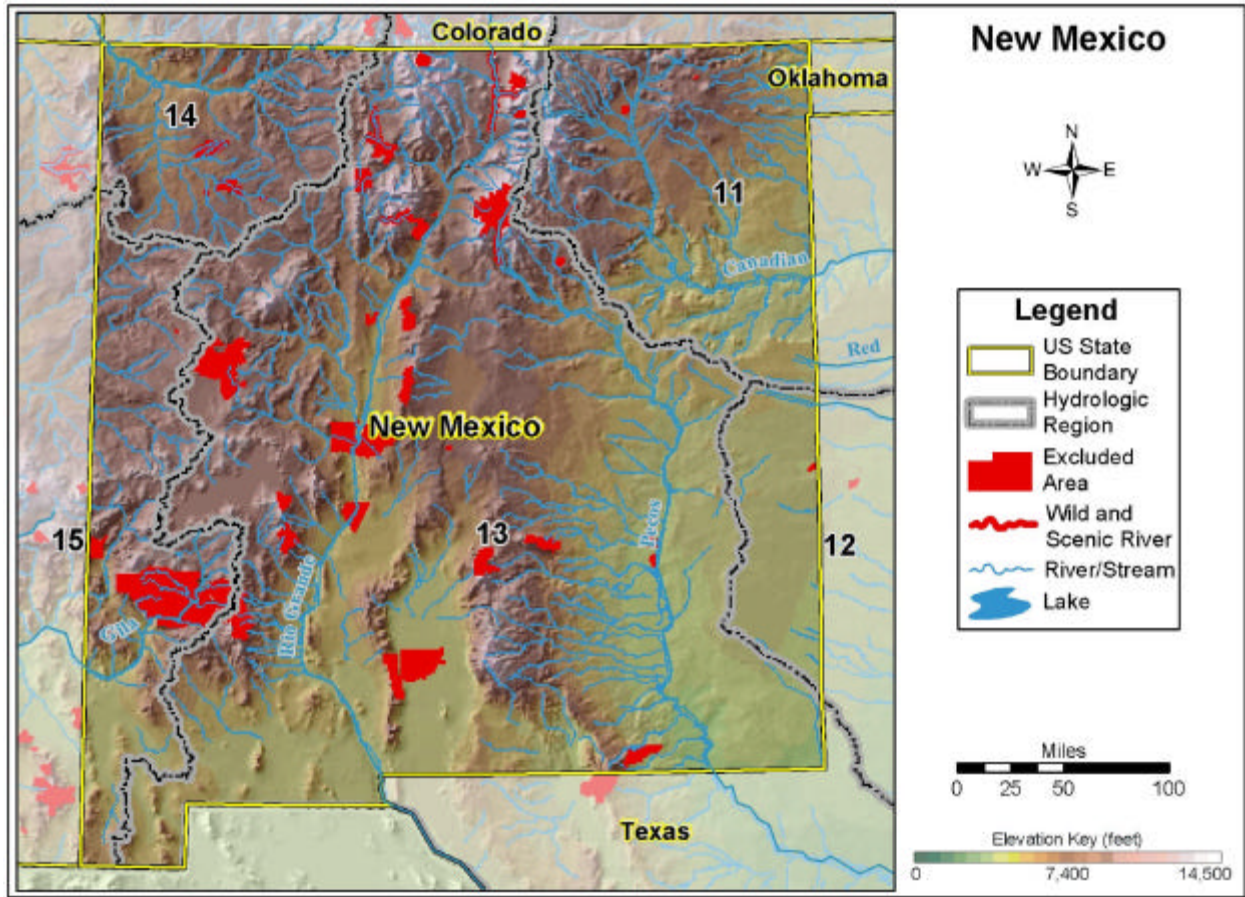 Colorado
New Mexico
Oklahoma
14
N
W E
S
11
Canadian
Legend
US State
Boundary
Red
Hydrologic
Region
New Mexico
Excluded
Area
Wild and
Scenic River
15
13
Pecos
12
River/Stream
Lake
Rio Grande
Gila
Miles
0 25 50 100
Texas
Elevation Key (feet)
0 7,400 14,500